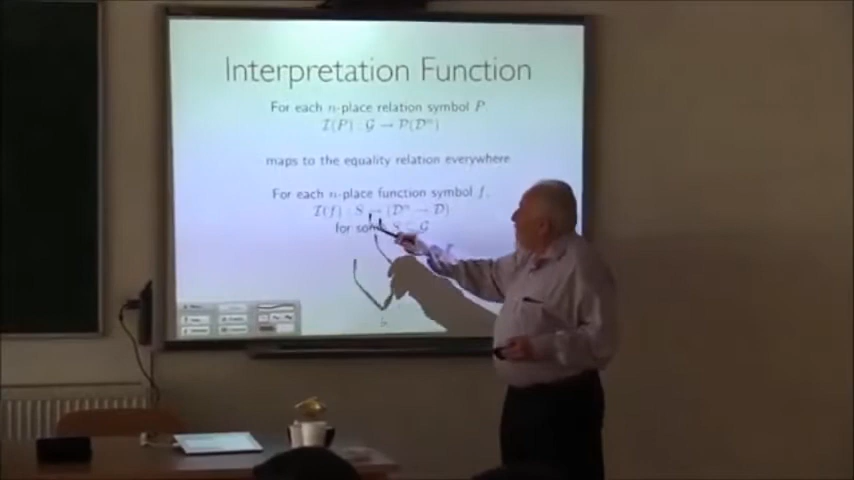 Interpretation Function
For each n-place relation symbol P.
I(P) : G → P(Dⁿ)
maps to the equality relation everywhere
For each n-place function symbol f.
I(f) : S → (Dⁿ → D)
for some S ⊆ G